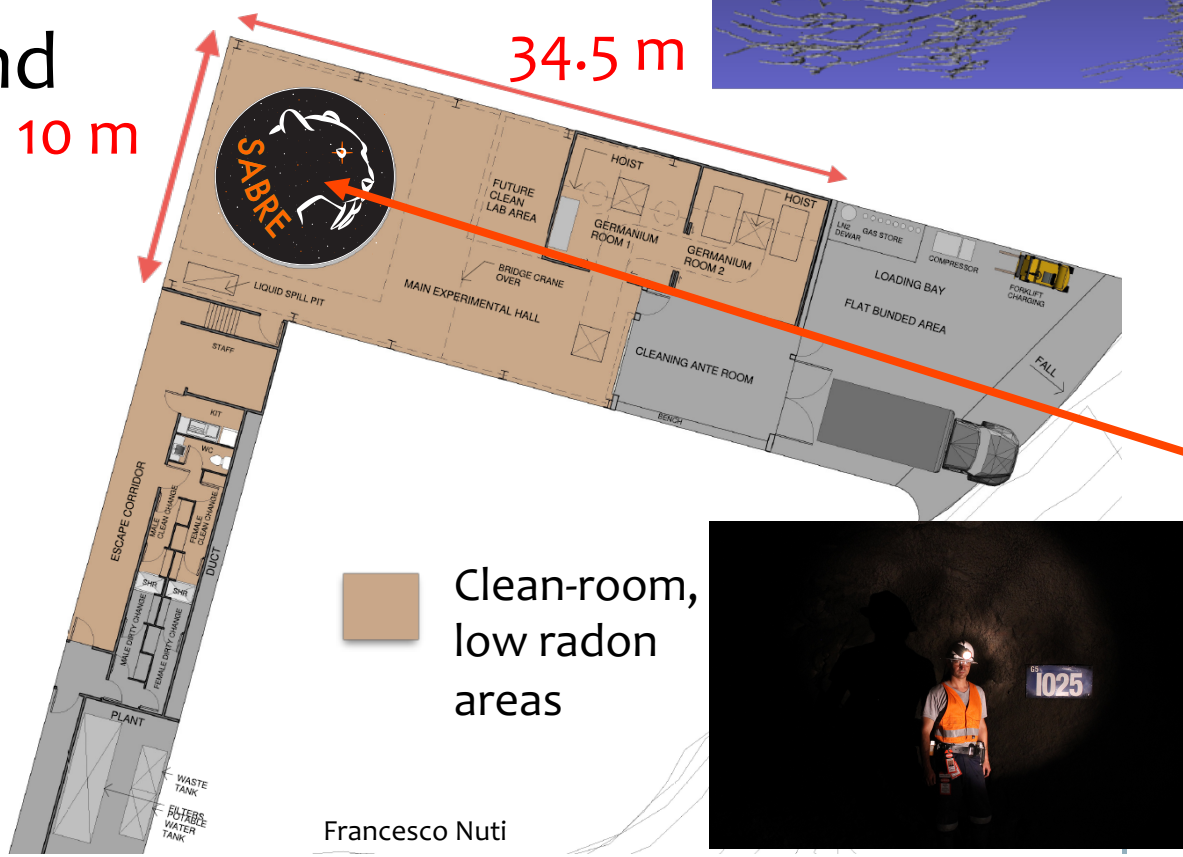 nd
34.5 m
10 m
SABRE
FUTURE
CLEAN
LAB AREA
HOIST
GERMANIUM
ROOM 1
HOIST
GERMANIUM
ROOM 2
LN2
DEWAR
GAS STORE
COMPRESSOR
FORKLIFT
CHARGING
LOADING BAY
FLAT BUNDED AREA
FALL
BRIDGE CRANE
OVER
MAIN EXPERIMENTAL HALL
LIQUID SPILL PIT
CLEANING ANTE ROOM
BENCH
STAFF
KIT
WC
ESCAPE CORRIDOR
MALE
CLEAN CHANGE
FEMALE
CLEAN CHANGE
DUCT
SHR
SHR
MALE DIRTY CHANGE
FEMALE DIRTY CHANGE
PLANT
WASTE
TANK
FILTERS
POTABLE
WATER
TANK
Clean-room,
low radon
areas
GS
1025
Francesco Nuti